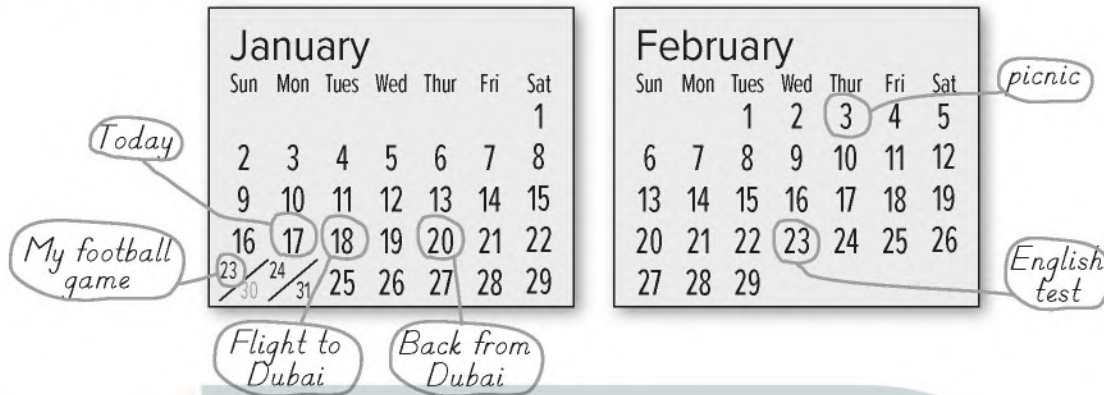 January
Sun Mon Tues Wed Thur Fri Sat
1
2 3 4 5 6 7 8
9 10 11 12 13 14 15
16 17 18 19 20 21 22
23/30 24/31 25 26 27 28 29
February
Sun Mon Tues Wed Thur Fri Sat
1 2 3 4 5
6 7 8 9 10 11 12
13 14 15 16 17 18 19
20 21 22 23 24 25 26
27 28 29
Today
My football
game
Flight to
Dubai
Back from
Dubai
picnic
English
test